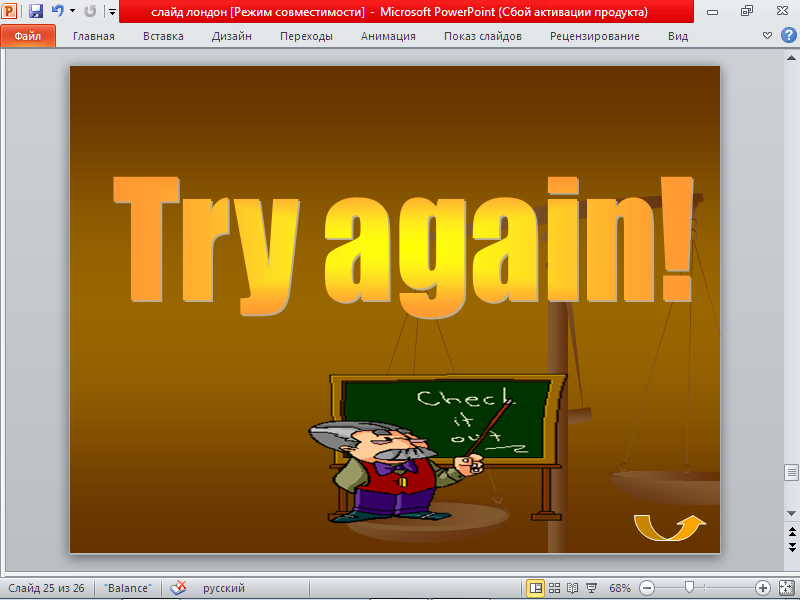 слайд лондон [Режим совместимости] - Microsoft PowerPoint (Сбой активации продукта)
Файл Главная Вставка Дизайн Переходы Анимация Показ слайдов Рецензирование Вид
Try again!
Check
it
out
Слайд 25 из 26 "Balance" русский 68%